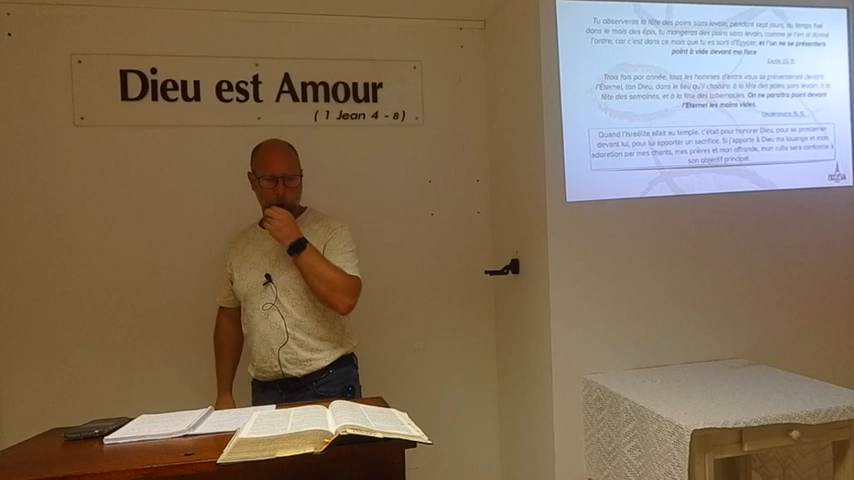 Dieu est Amour
( 1 Jean 4 - 8 )
Tu observeras la fête des pains sans levain, pendant sept jours, au temps fixé
dans le mois des épis, tu mangeras des pains sans levain, comme je t'en ai donné
l'ordre, car c'est dans ce mois que tu es sorti d'Egypte; et l'on ne se présentera
point à vide devant ma face
Trois fois par année, tous les hommes d'entre vous se présenteront devant
l'Eternel, ton Dieu, dans le lieu qu'il choisira: à la fête des pains sans levain, à la
fête des semaines, et à la fête des tabernacles. On ne paraîtra point devant
l'Eternel les mains vides.
Quand l'Israélite allait au temple, c'était pour honorer Dieu, pour se prosterner
devant lui, pour lui apporter un sacrifice. Si j'apporte à Dieu ma louange et mon
adoration par mes chants, mes prières et mon offrande, mon culte sera conforme à
son objectif principal.